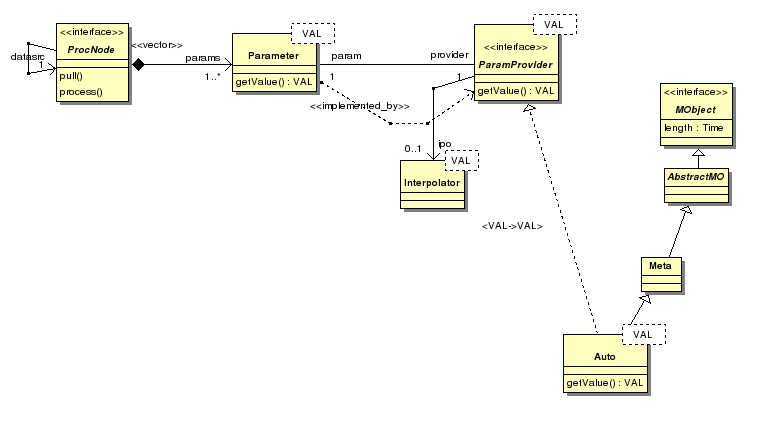 <<interface>>
ProcNode
pull()
process()
datasrc
1
<<vector>>
params
1..*
VAL
Parameter
getValue() : VAL
param
1
provider
1
<<implemented_by>>
VAL
<<interface>>
ParamProvider
getValue() : VAL
0..1
ipo
VAL
Interpolator
<<interface>>
MObject
length : Time
AbstractMO
<VAL->VAL>
Meta
VAL
Auto
getValue() : VAL